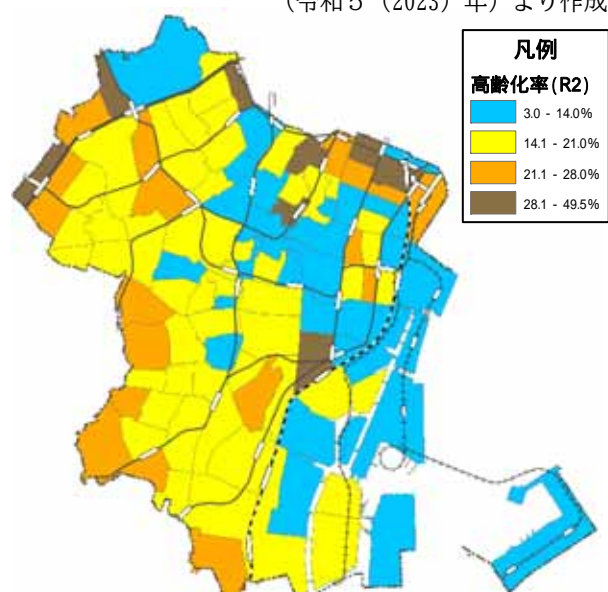 （令和５（2023）年）より作成
凡例
高齢化率(R2)
3.0 - 14.0%
14.1 - 21.0%
21.1 - 28.0%
28.1 - 49.5%